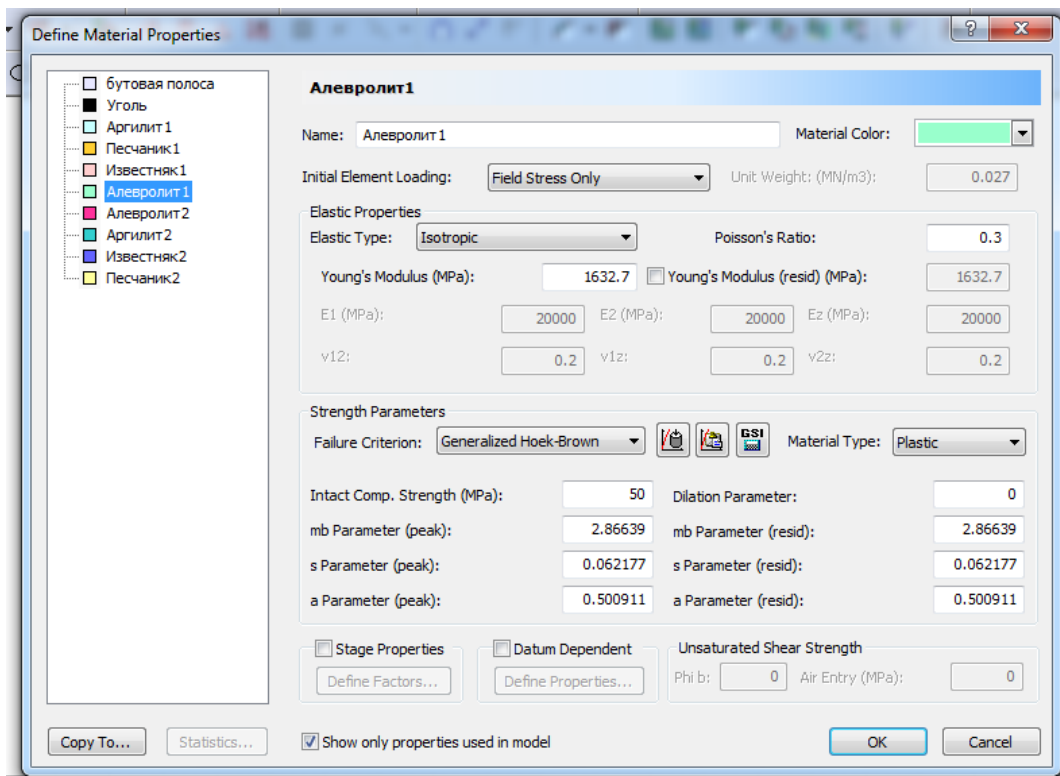 Define Material Properties
бутовая полоса
Уголь
Аргилит1
Песчаник1
Известняк1
Алевролит1
Алевролит2
Аргилит2
Известняк2
Песчаник2
Алевролит1
Name: Алевролит1 Material Color:
Initial Element Loading: Field Stress Only Unit Weight: (MN/m3): 0.027
Elastic Properties
Elastic Type: Isotropic Poisson's Ratio: 0.3
Young's Modulus (MPa): 1632.7 Young's Modulus (resid) (MPa): 1632.7
E1 (MPa): 20000 E2 (MPa): 20000 Ez (MPa): 20000
v12: 0.2 v1z: 0.2 v2z: 0.2
Strength Parameters
Failure Criterion: Generalized Hoek-Brown GSI Material Type: Plastic
Intact Comp. Strength (MPa): 50 Dilation Parameter: 0
mb Parameter (peak): 2.86639 mb Parameter (resid): 2.86639
s Parameter (peak): 0.062177 s Parameter (resid): 0.062177
a Parameter (peak): 0.500911 a Parameter (resid): 0.500911
Stage Properties Datum Dependent Unsaturated Shear Strength
Define Factors... Define Properties... Phi b: 0 Air Entry (MPa): 0
Copy To... Statistics... Show only properties used in model OK Cancel